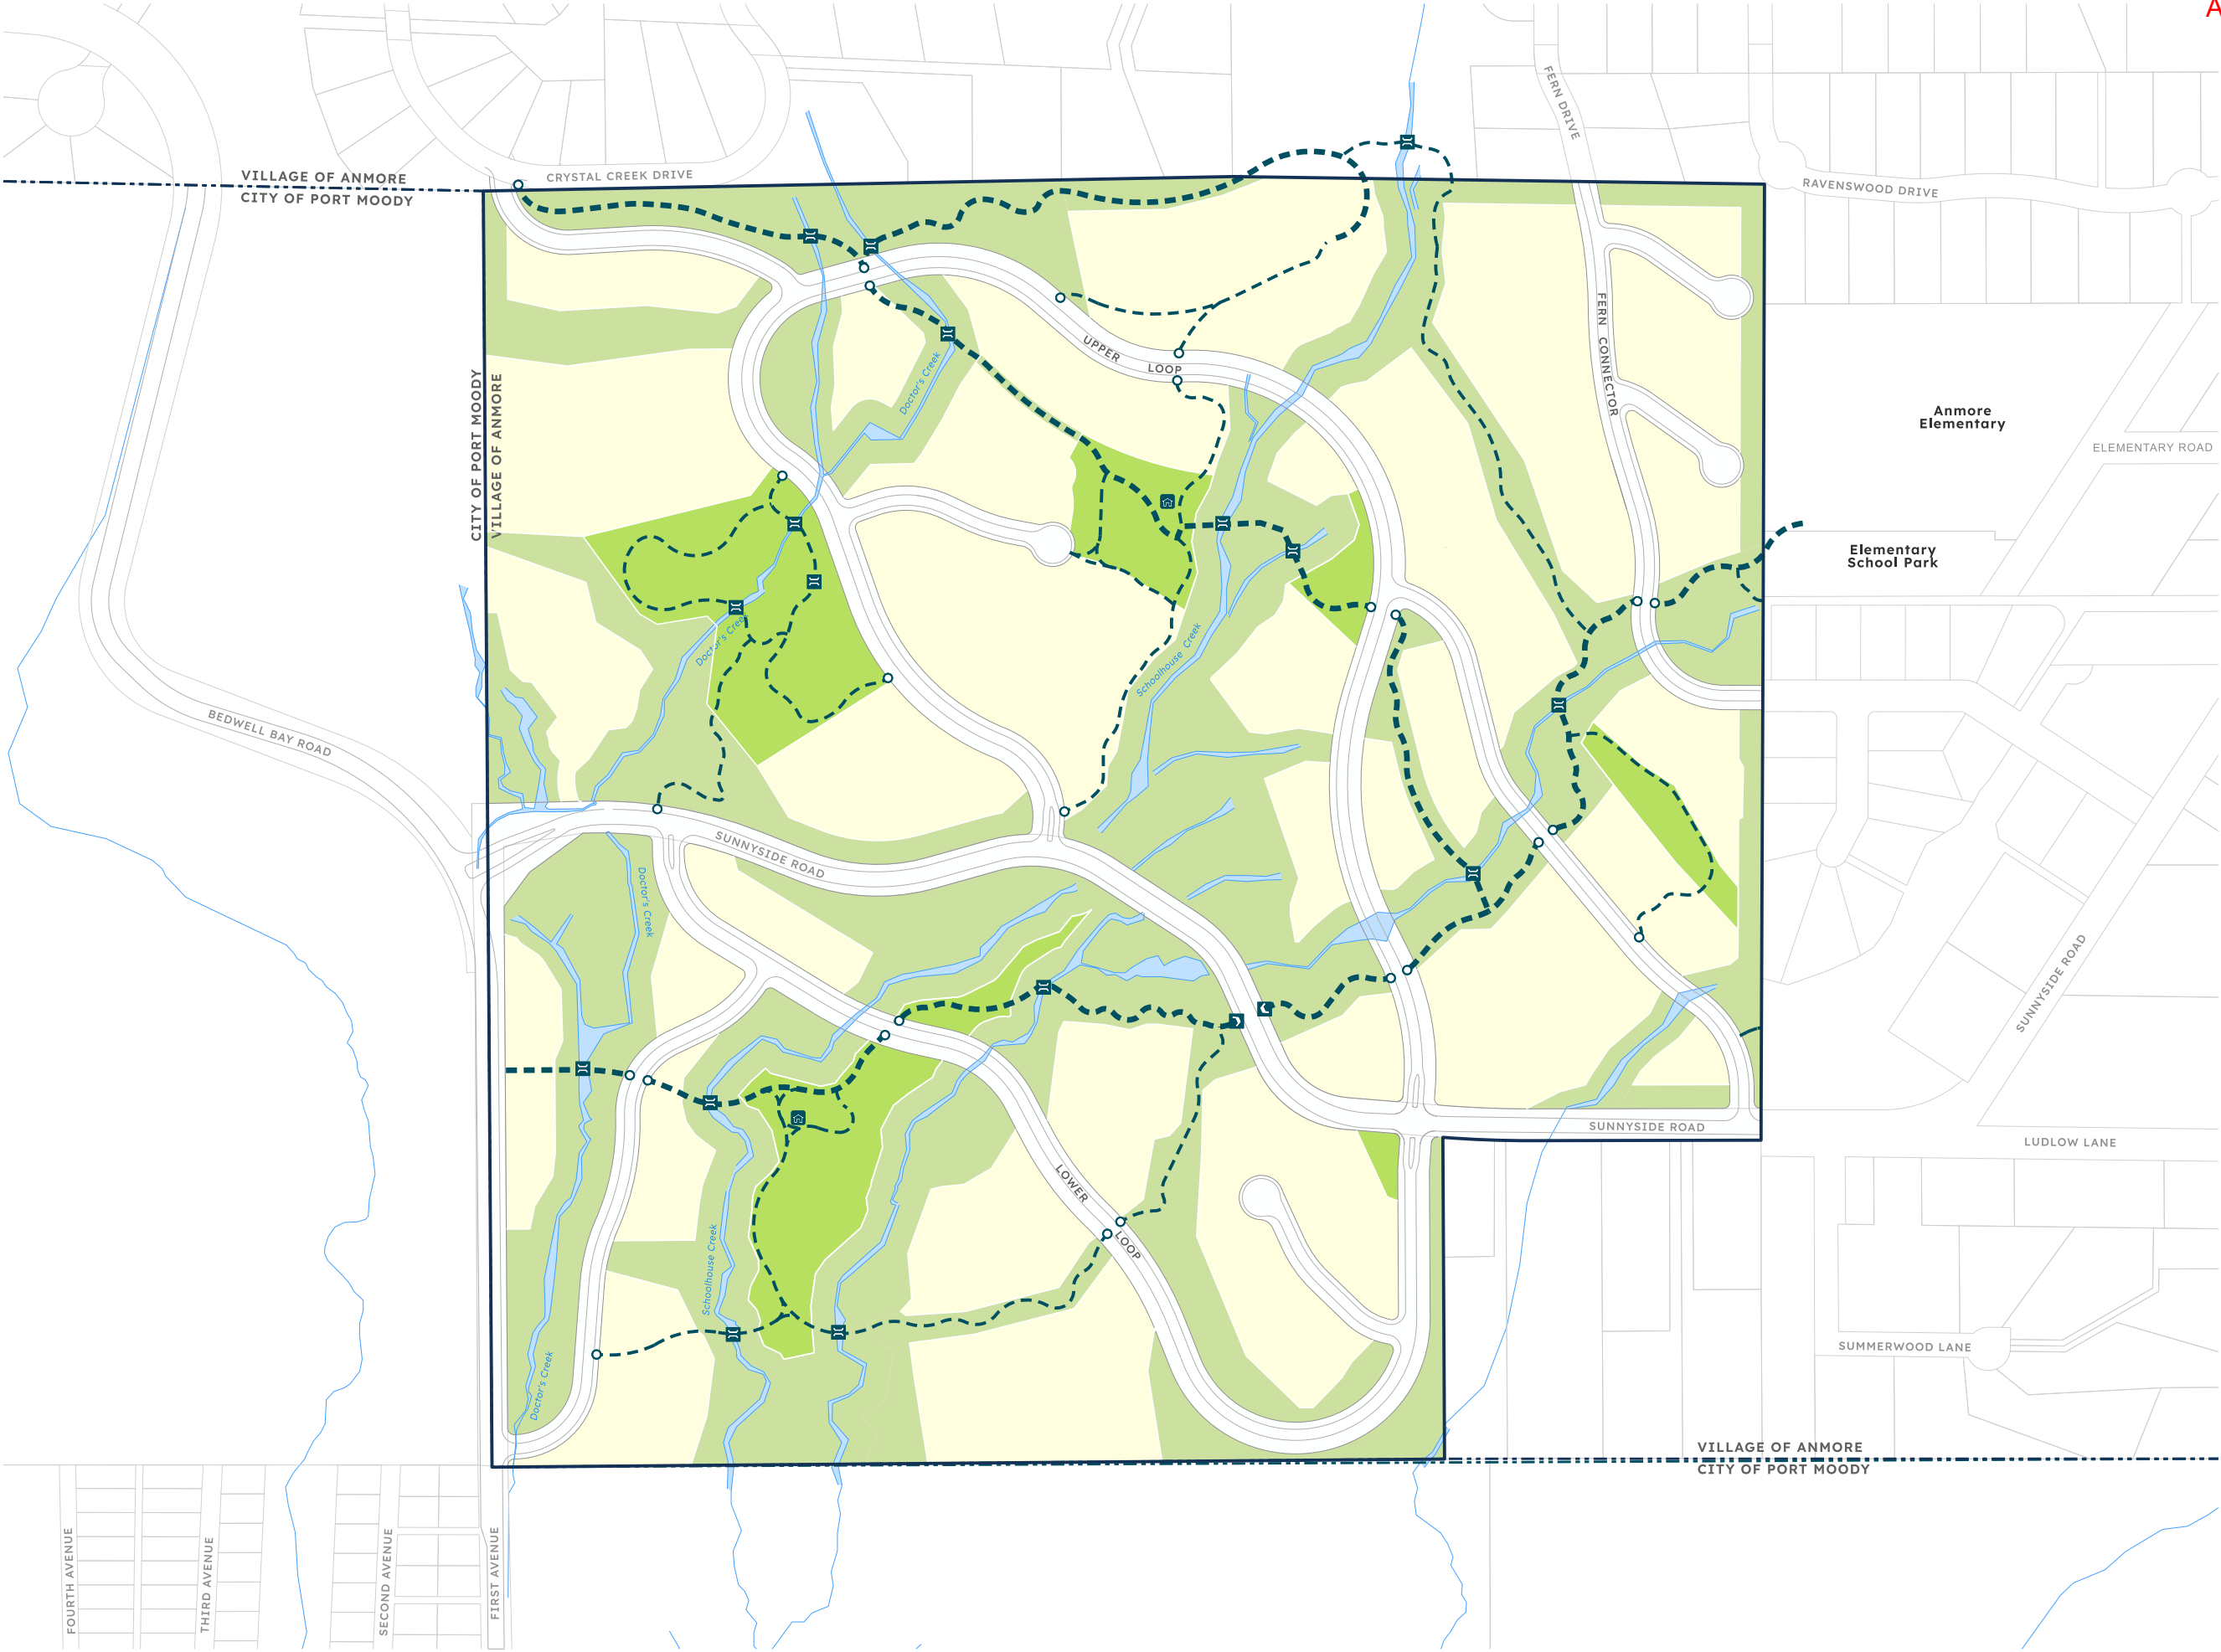 A
FERN DRIVE
VILLAGE OF ANMORE
CITY OF PORT MOODY
CRYSTAL CREEK DRIVE
RAVENSWOOD DRIVE
FERN CONNECTOR
UPPER
LOOP
Doctor's Creek
CITY OF PORT MOODY
VILLAGE OF ANMORE
Anmore
Elementary
ELEMENTARY ROAD
Elementary
School Park
Doctor's Creek
Schoolhouse Creek
BEDWELL BAY ROAD
SUNNYSIDE ROAD
Doctor's Creek
SUNNYSIDE ROAD
SUNNYSIDE ROAD
LUDLOW LANE
LOWER
LOOP
Schoolhouse Creek
Doctor's Creek
SUMMERWOOD LANE
VILLAGE OF ANMORE
CITY OF PORT MOODY
FOURTH AVENUE
THIRD AVENUE
SECOND AVENUE
FIRST AVENUE